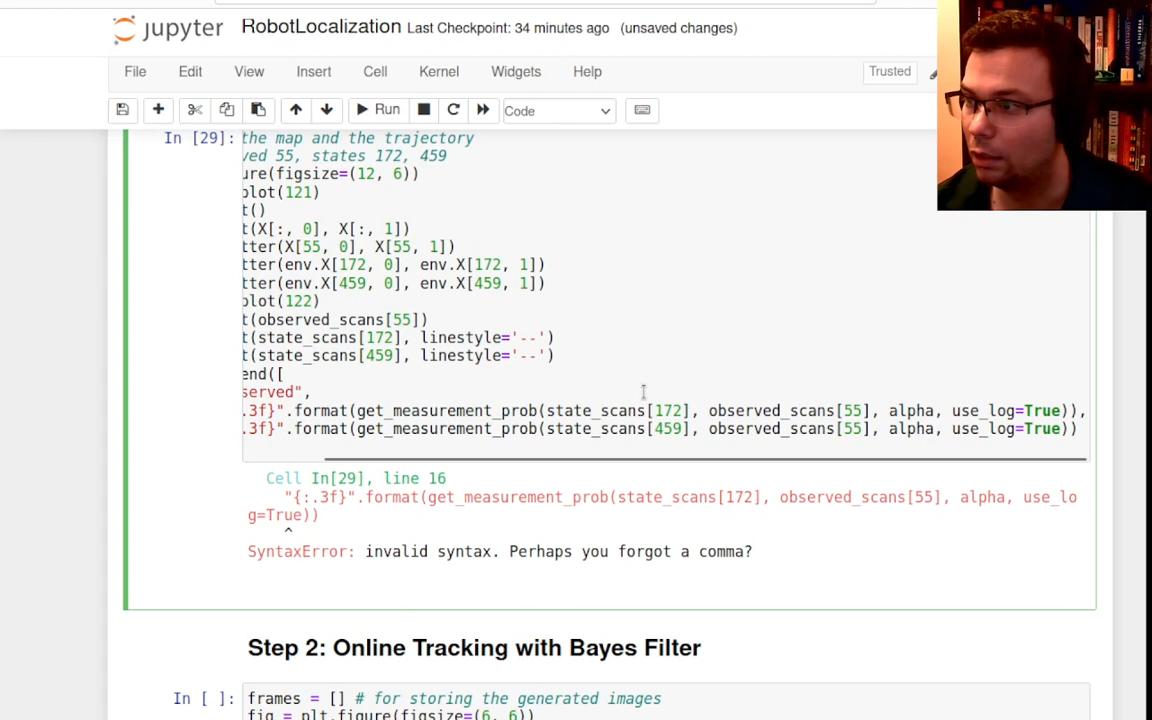 jupyter RobotLocalization Last Checkpoint: 34 minutes ago (unsaved changes)
File Edit View Insert Cell Kernel Widgets Help Trusted
Run Code
In [29]: the map and the trajectory
ved 55, states 172, 459
ure(figsize=(12, 6))
plot(121)
t()
t(X[:, 0], X[:, 1])
tter(X[55, 0], X[55, 1])
tter(env.X[172, 0], env.X[172, 1])
tter(env.X[459, 0], env.X[459, 1])
plot(122)
t(observed_scans[55])
t(state_scans[172], linestyle='--')
t(state_scans[459], linestyle='--')
end([
served",
.3f}".format(get_measurement_prob(state_scans[172], observed_scans[55], alpha, use_log=True)),
.3f}".format(get_measurement_prob(state_scans[459], observed_scans[55], alpha, use_log=True))
Cell In[29], line 16
"{:.3f}".format(get_measurement_prob(state_scans[172], observed_scans[55], alpha, use_lo
g=True))
^
SyntaxError: invalid syntax. Perhaps you forgot a comma?
Step 2: Online Tracking with Bayes Filter
In [ ]: frames = [] # for storing the generated images
fig = plt.figure(figsize=(6, 6))